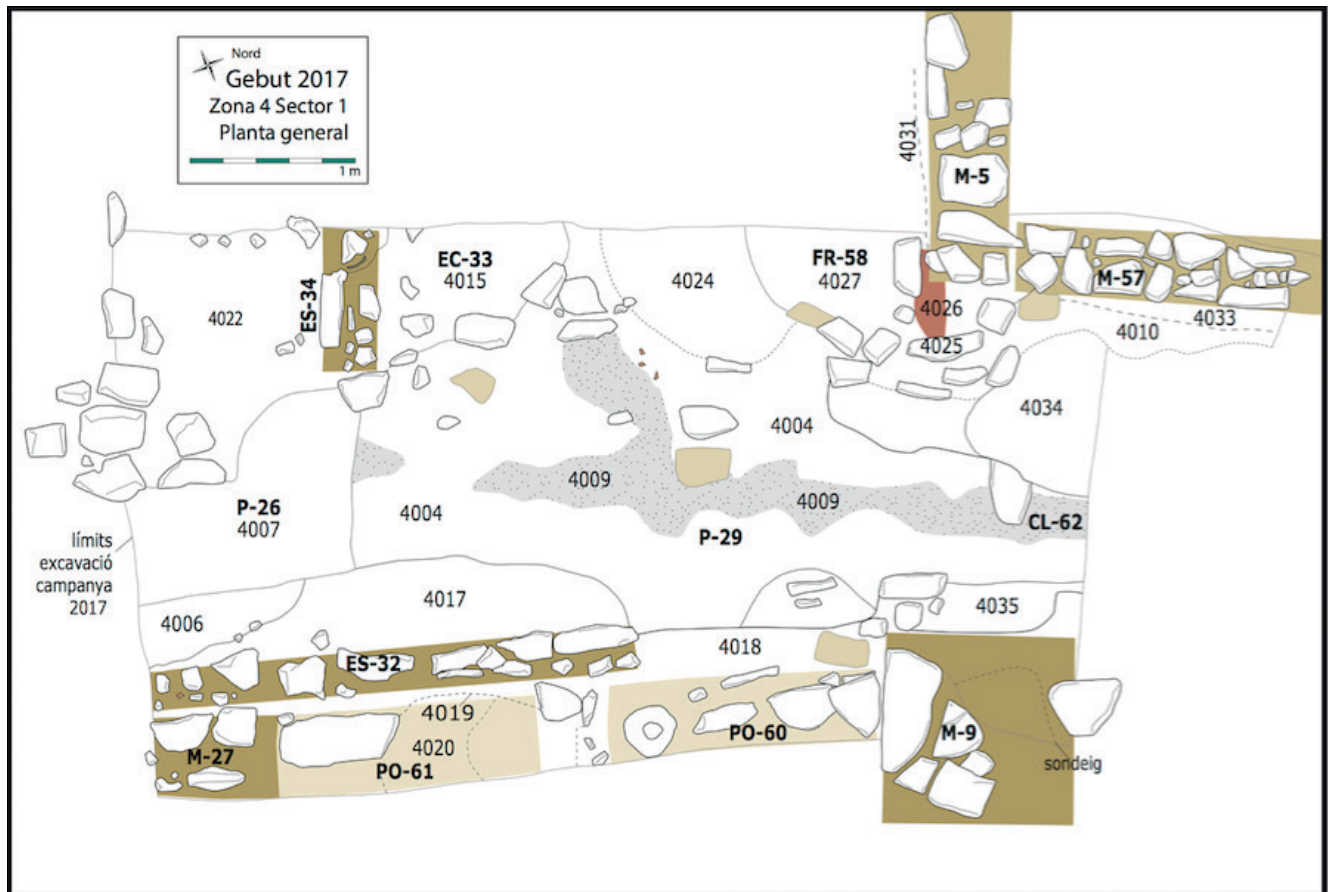 Nord
Gebut 2017
Zona 4 Sector 1
Planta general
1 m
4031
M-5
EC-33
4015
FR-58
4027
4024
M-57
4022
ES-34
4026
4033
4010
4025
4034
4004
4009
4009
P-26
4007
4004
CL-62
P-29
límits
excavació
campanya
2017
4006
4017
4035
4018
ES-32
4019
M-27
4020
PO-61
PO-60
M-9
sondeig